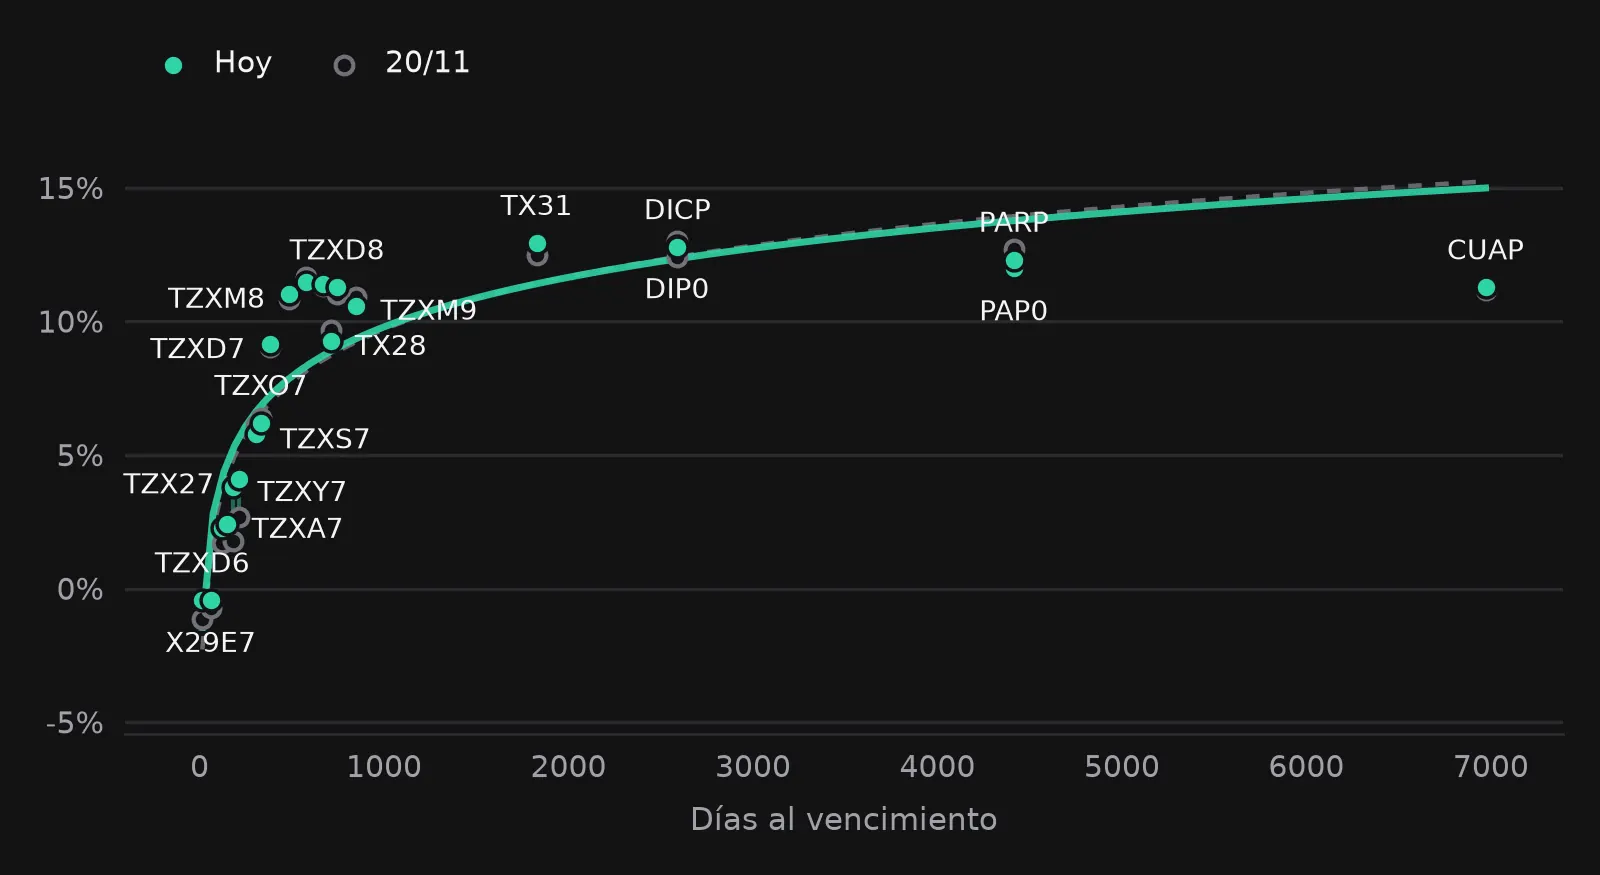 Hoy 20/11
15%
TX31
DICP
PARP
CUAP
TZXD8
TZXM8
DIP0
TZXM9
PAP0
10%
TZXD7
TX28
TZXO7
TZXS7
5%
TZX27
TZXY7
TZXA7
TZXD6
0%
X29E7
-5%
0 1000 2000 3000 4000 5000 6000 7000
Días al vencimiento